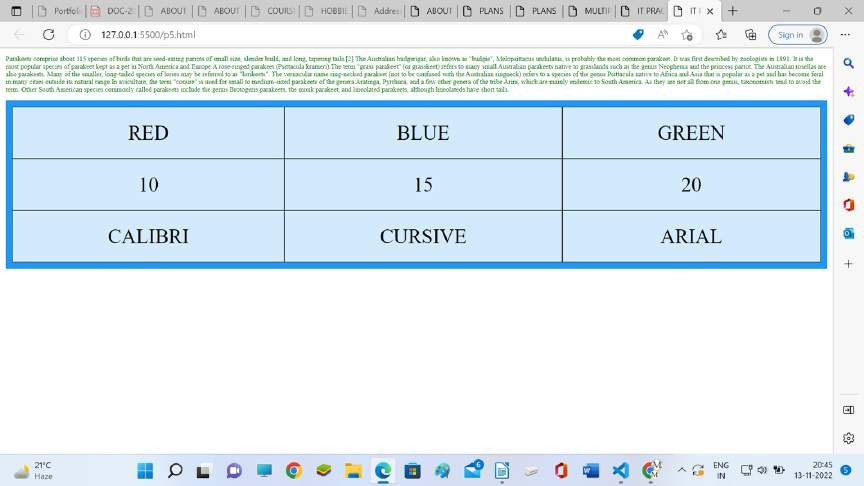 Portfolio
DOC-2
ABOUT
ABOUT
COURS
HOBBI
Addre
ABOUT
PLANS
PLANS
MULTI
IT PRA
IT
127.0.0.1:5500/p5.html
Sign in
Parakeets comprise about 115 species of birds that are seed-eating parrots of small size, slender build, and long, tapering tails.[2] The Australian budgerigar, also known as "budgie", Melopsittacus undulatus, is probably the most common parakeet. It was first described by zoologists in 1891. It is the
most popular species of parakeet kept as a pet in North America and Europe. A rose-ringed parakeet (Psittacula krameri) The term "grass parakeet" (or grasskeet) refers to many small Australian parakeets native to grasslands such as the genus Neophema and the princess parrot. The Australian rosellas are
also parakeets. Many of the smaller, long-tailed species of lories may be referred to as "lorikeets". The vernacular name ring-necked parakeet (not to be confused with the Australian ringneck) refers to a species of the genus Psittacula native to Africa and Asia that is popular as a pet and has become feral
in many cities outside its natural range. In aviculture, the term "conure" is used for small to medium-sized parakeets of the genera Aratinga, Pyrrhura, and a few other genera of the tribe Arini, which are mainly endemic to South America. As they are not all from one genus, taxonomists tend to avoid the
term. Other South American species commonly called parakeets include the genus Brotogeris parakeets, the monk parakeet, and lineolated parakeets, although lineolateds have short tails.
RED BLUE GREEN
10 15 20
CALIBRI CURSIVE ARIAL
21°C
Haze
6
ENG
IN
20:45
13-11-2022
5